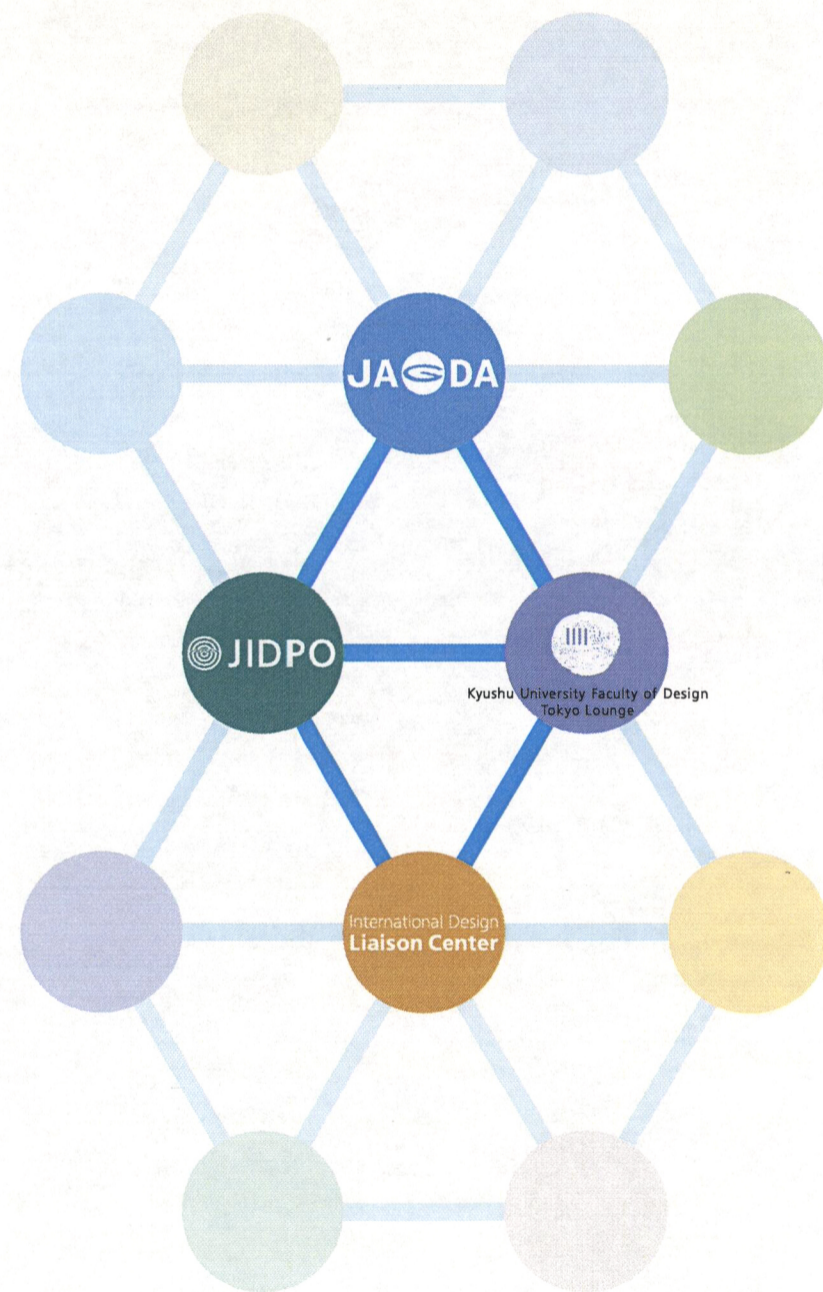 JAGDA
JIDPO
Kyushu University Faculty of Design
Tokyo Lounge
International Design
Liaison Center